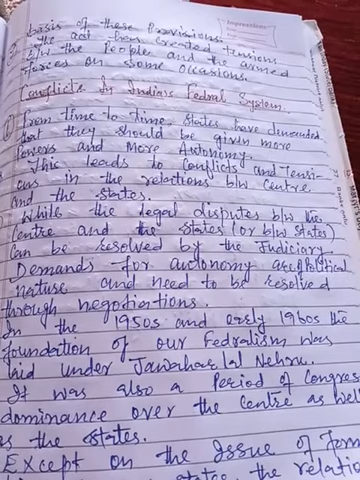 basis of these Provisions.
The act has created tensions
b/w the People and the armed
forces on some occasions.
Conflicts In India's Fedral System
From time to time, states have demanded
that they should be given more
Powers and More Autonomy.
This leads to Conflicts and Tensi-
ons in the relations b/w Centre
and the states.
While the legal disputes b/w the
Centre and the states (or b/w states)
can be resolved by the Judiciary
Demands for autonomy are Political
nature and need to be resolved
through negotiations.
In the 1950s and erly 1960s the
foundation of our Federalism was
laid under Jawaharlal Nehru.
It was also a Period of Congress
dominance over the Centre as well
as the states.
Except on the Issue of Form
states, the relatio